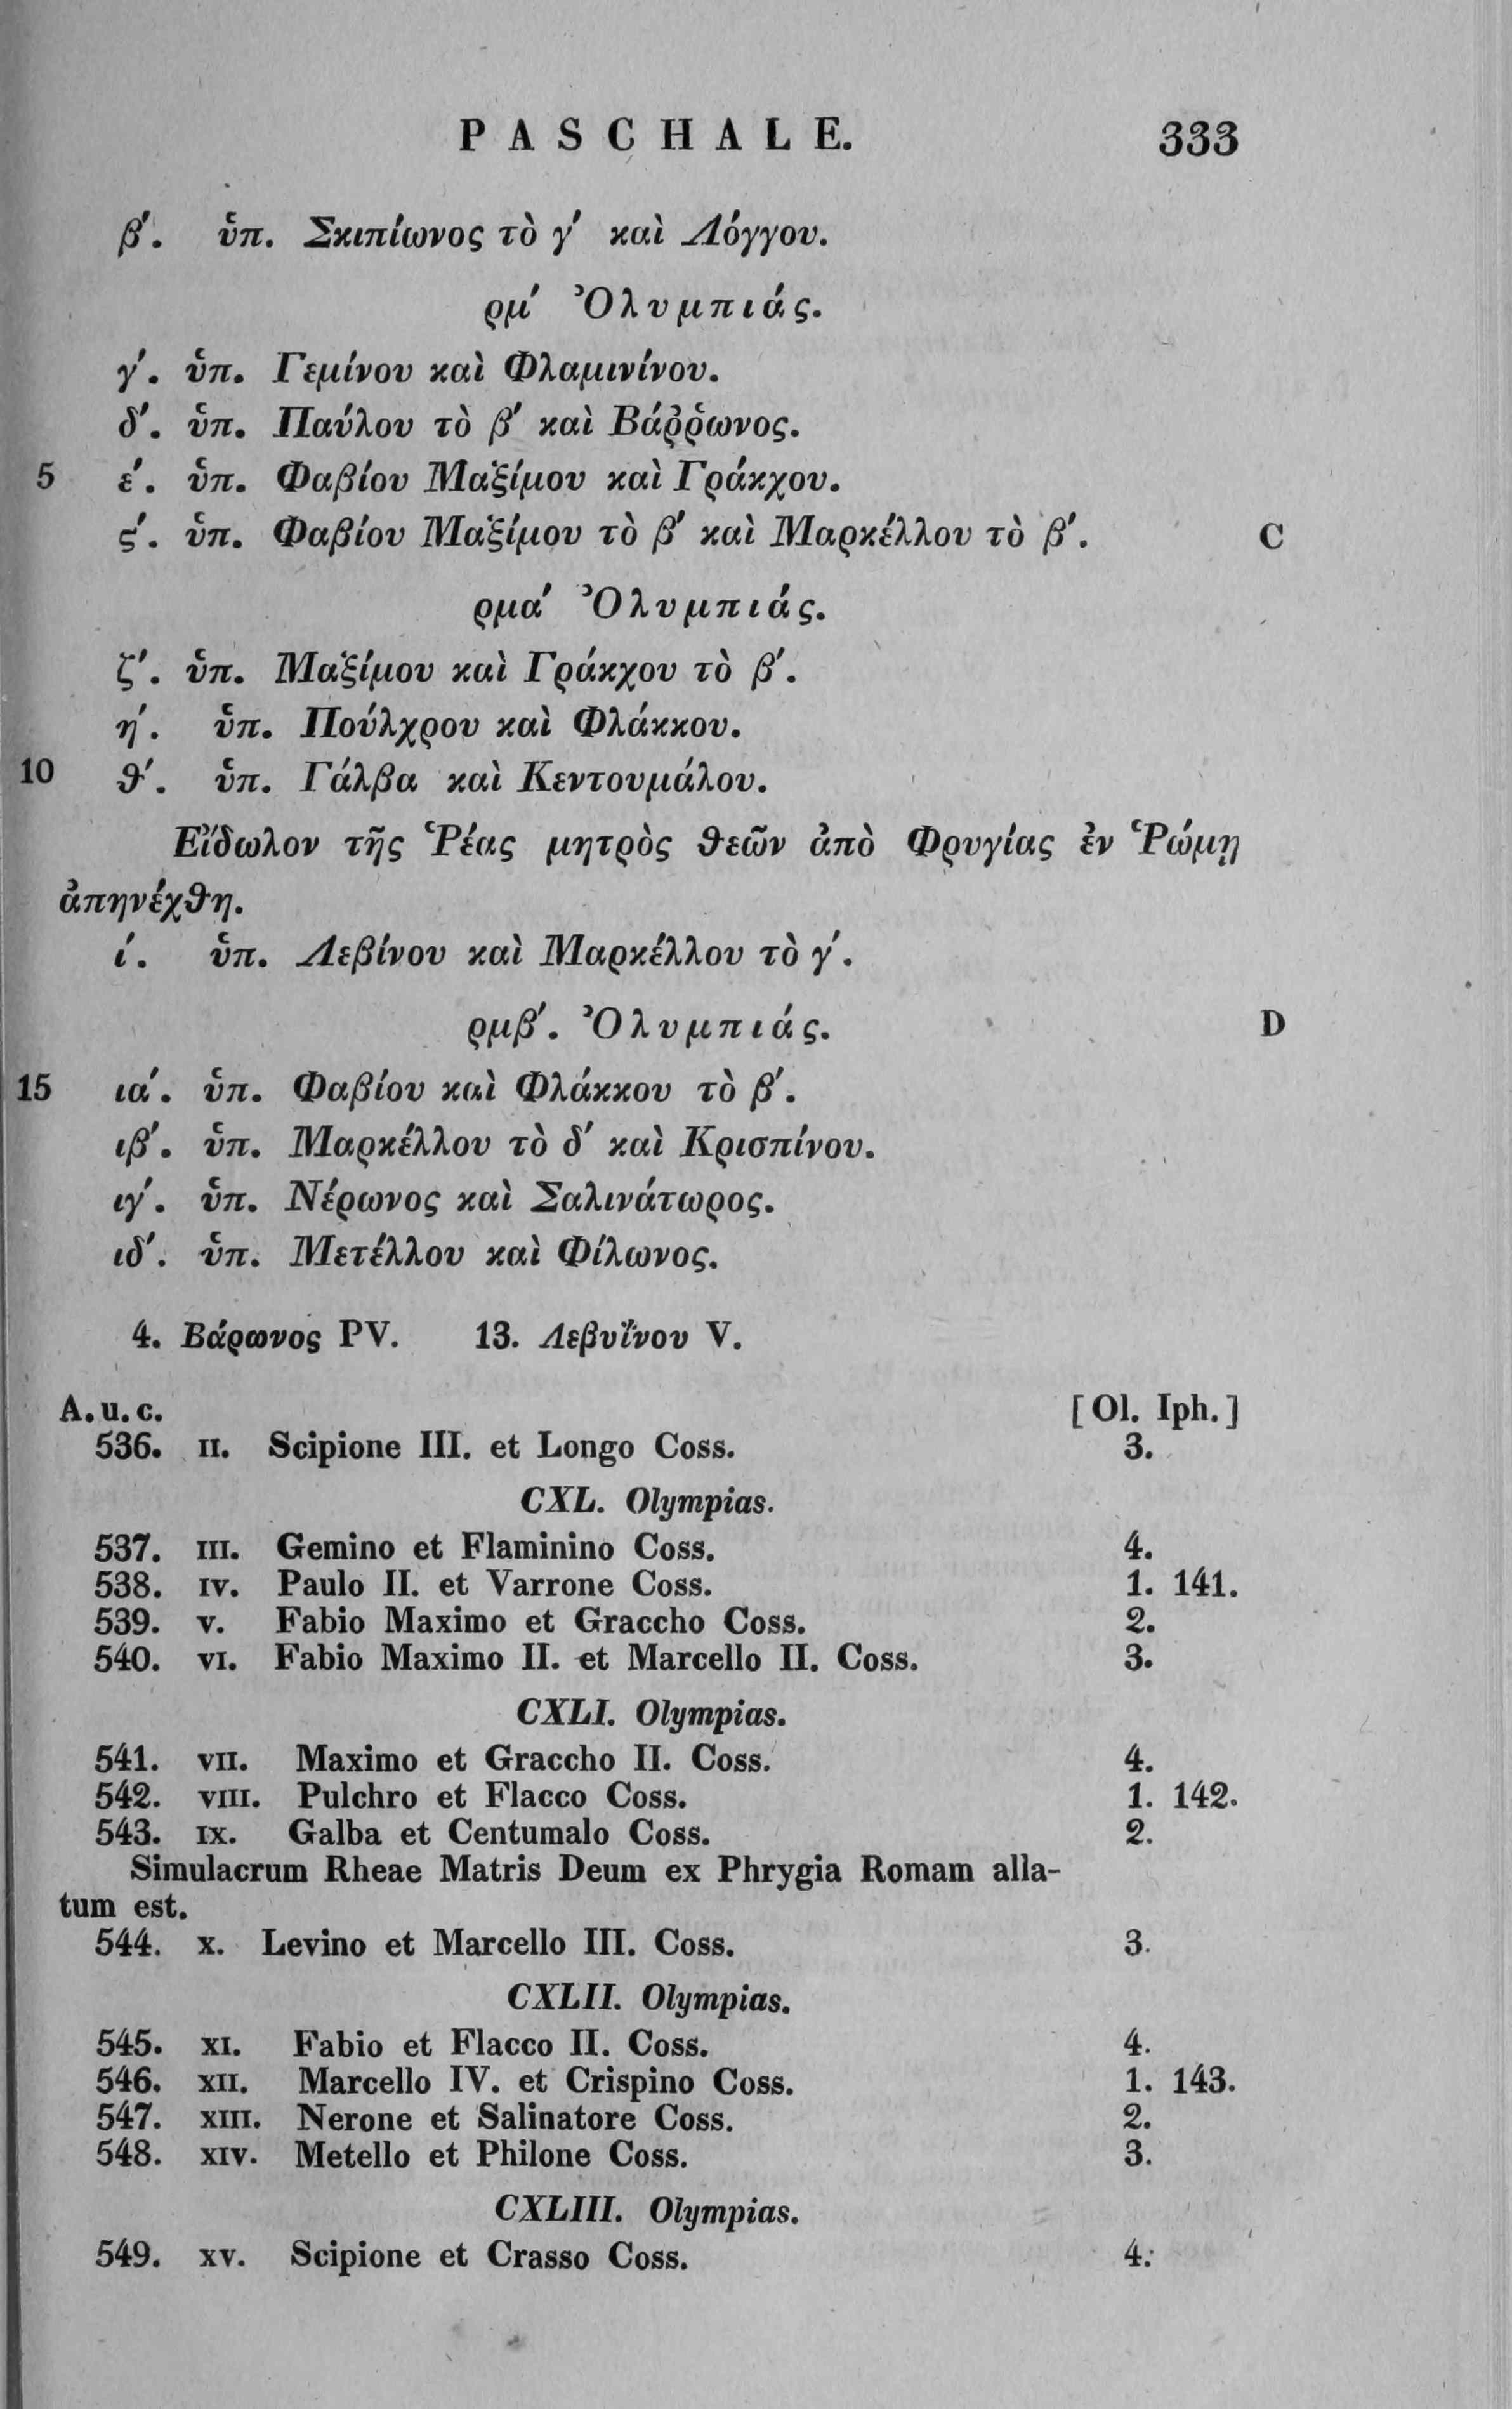 PASCHALE. 333
β΄. ὑπ. Σκιπίωνος τὸ γ΄ καὶ Λόγγου.
ρμ΄ Ὀλυμπιάς.
γ΄. ὑπ. Γεμίνου καὶ Φλαμινίνου.
δ΄. ὑπ. Παύλου τὸ β΄ καὶ Βάῤῥωνος.
5 ε΄. ὑπ. Φαβίου Μαξίμου καὶ Γράκχου.
ς΄. ὑπ. Φαβίου Μαξίμου τὸ β΄ καὶ Μαρκέλλου τὸ β΄. C
ρμα΄ Ὀλυμπιάς.
ζ΄. ὑπ. Μαξίμου καὶ Γράκχου τὸ β΄.
η΄. ὑπ. Πούλχρου καὶ Φλάκκου.
10 ϑ΄. ὑπ. Γάλβα καὶ Κεντουμάλου.
Εἴδωλον τῆς Ῥέας μητρὸς ϑεῶν ἀπὸ Φρυγίας ἐν Ῥώμῃ
ἀπηνέχϑη.
ι΄. ὑπ. Λεβίνου καὶ Μαρκέλλου τὸ γ΄.
ρμβ΄. Ὀλυμπιάς. D
15 ια΄. ὑπ. Φαβίου καὶ Φλάκκου τὸ β΄.
ιβ΄. ὑπ. Μαρκέλλου τὸ δ΄ καὶ Κρισπίνου.
ιγ΄. ὑπ. Νέρωνος καὶ Σαλινάτωρος.
ιδ΄. ὑπ. Μετέλλου καὶ Φίλωνος.
4. Βάρωνος PV. 13. Λεβυΐνου V.
A. u. c. [Ol. Iph.]
536. II. Scipione III. et Longo Coss. 3.
CXL. Olympias.
537. III. Gemino et Flaminino Coss. 4.
538. IV. Paulo II. et Varrone Coss. 1. 141.
539. V. Fabio Maximo et Graccho Coss. 2.
540. VI. Fabio Maximo II. et Marcello II. Coss. 3.
CXLI. Olympias.
541. VII. Maximo et Graccho II. Coss. 4.
542. VIII. Pulchro et Flacco Coss. 1. 142.
543. IX. Galba et Centumalo Coss. 2.
Simulacrum Rheae Matris Deum ex Phrygia Romam alla-
tum est.
544. X. Levino et Marcello III. Coss. 3.
CXLII. Olympias.
545. XI. Fabio et Flacco II. Coss. 4.
546. XII. Marcello IV. et Crispino Coss. 1. 143.
547. XIII. Nerone et Salinatore Coss. 2.
548. XIV. Metello et Philone Coss. 3.
CXLIII. Olympias.
549. XV. Scipione et Crasso Coss. 4.